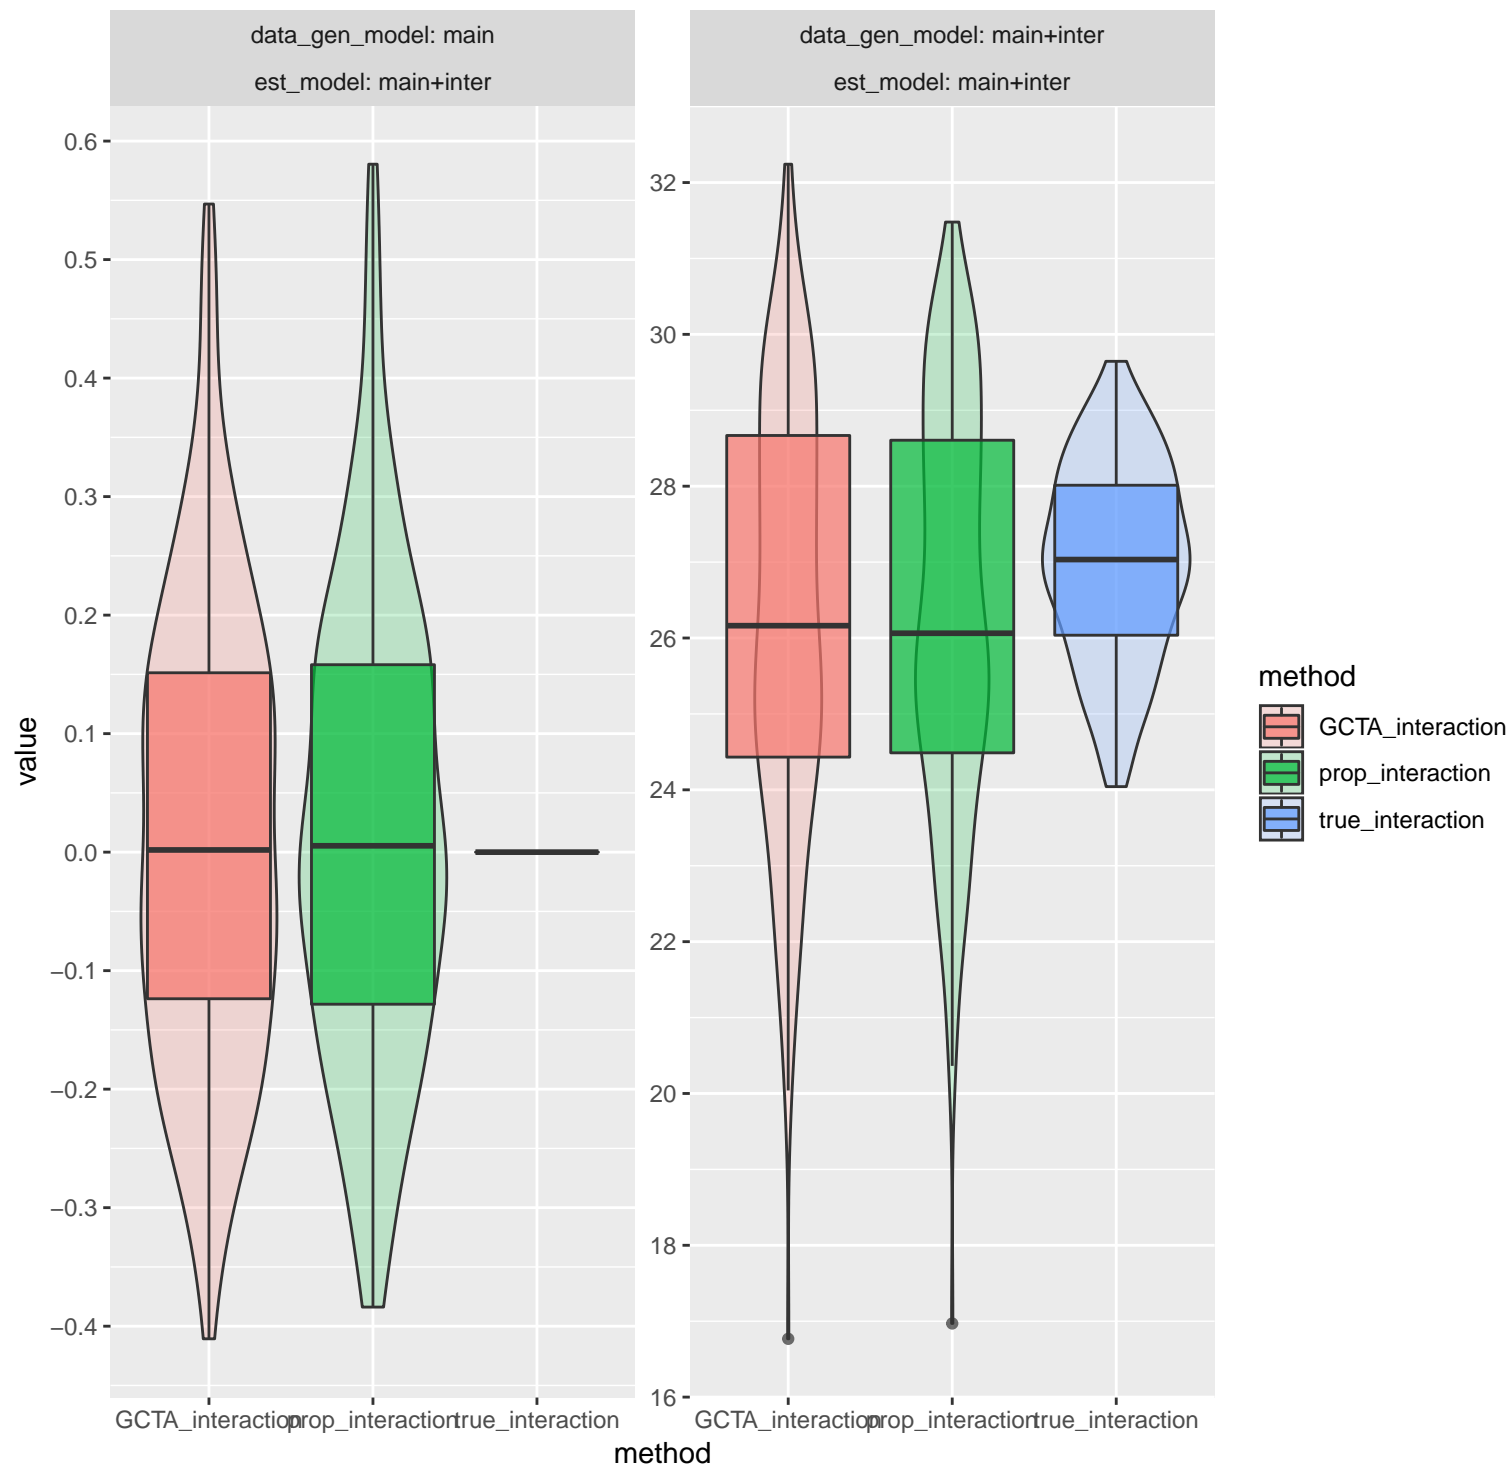 data_gen_model: main
est_model: main+inter
data_gen_model: main+inter
est_model: main+inter
0.6
0.5
0.4
0.3
0.2
0.1
0.0
−0.1
−0.2
−0.3
−0.4
32
30
28
26
24
22
20
18
16
value
GCTA_interaction prop_interaction true_interaction
GCTA_interaction prop_interaction true_interaction
method
method
GCTA_interaction
prop_interaction
true_interaction